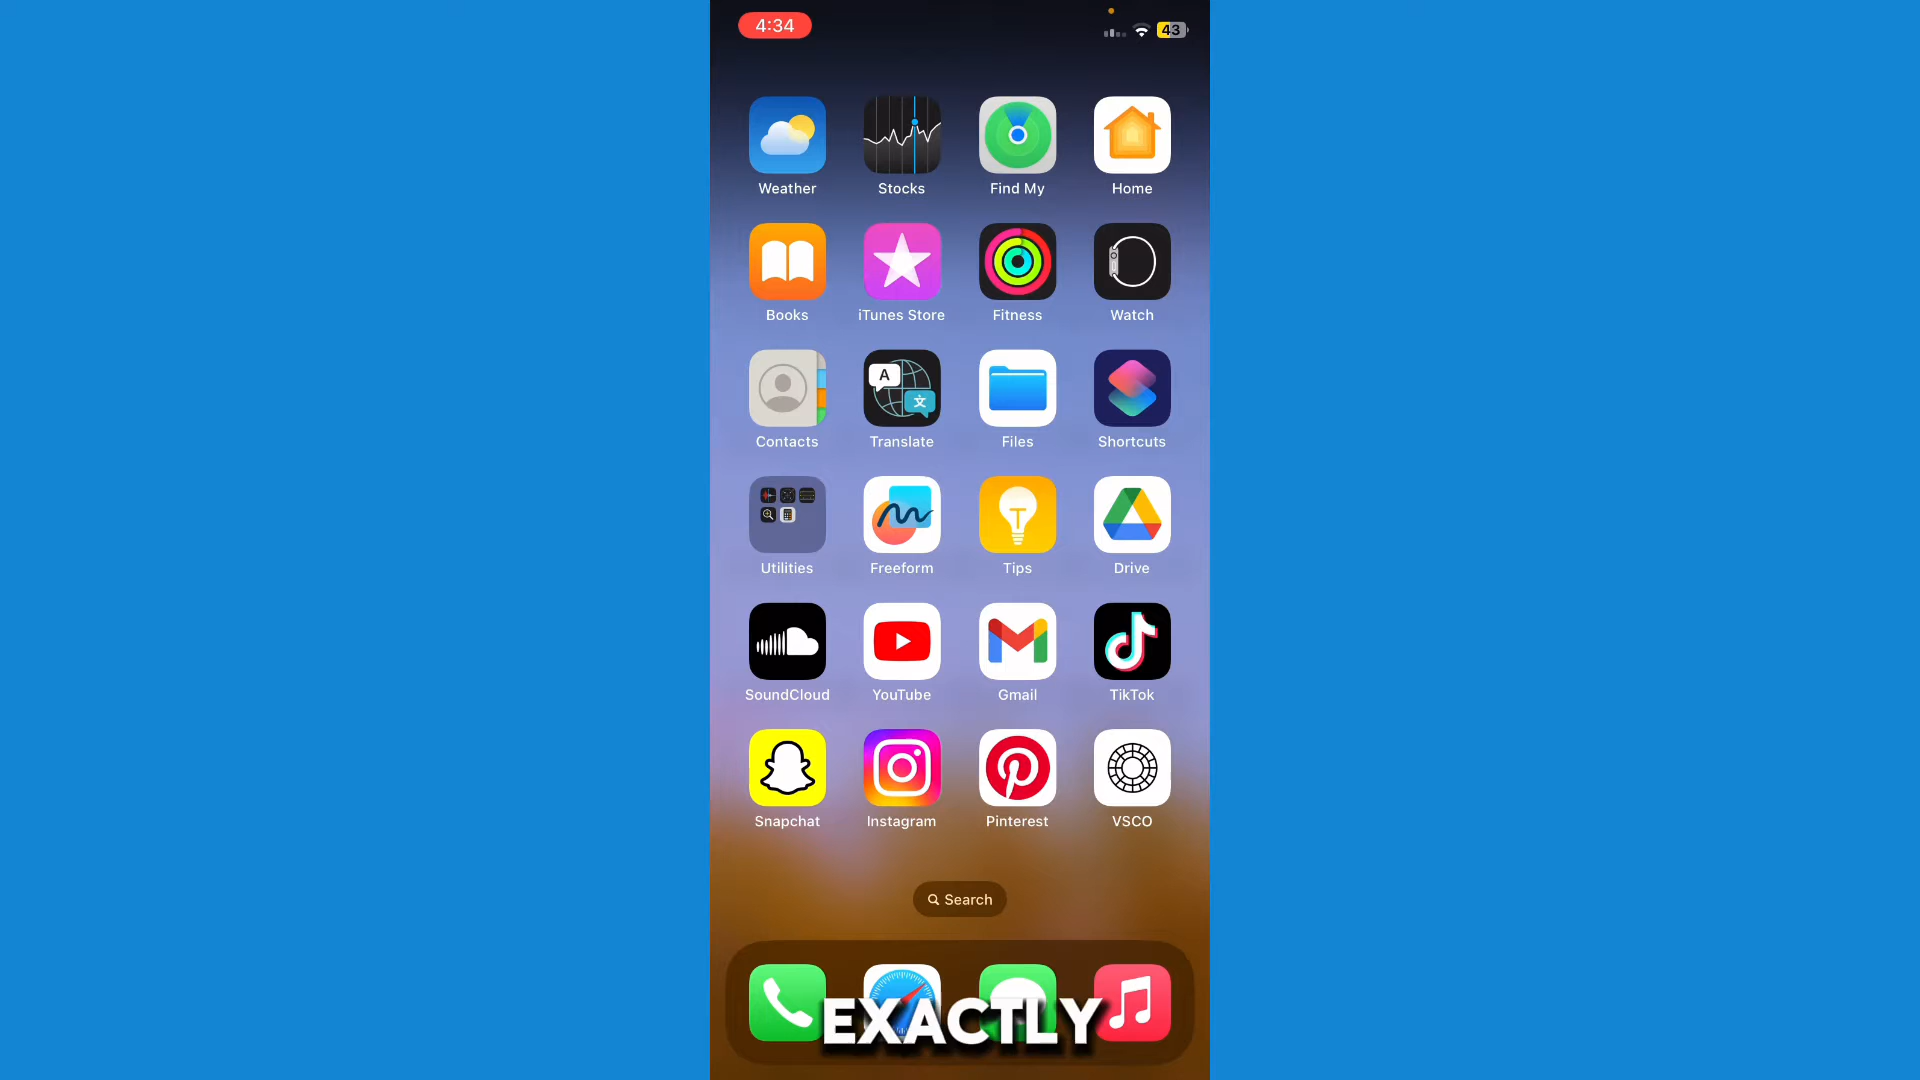 4:34
43
Weather
Stocks
Find My
Home
Books
iTunes Store
Fitness
Watch
A
文
Contacts
Translate
Files
Shortcuts
T
Utilities
Freeform
Tips
Drive
SoundCloud
YouTube
Gmail
TikTok
Snapchat
Instagram
Pinterest
VSCO
Search
EXACTLY